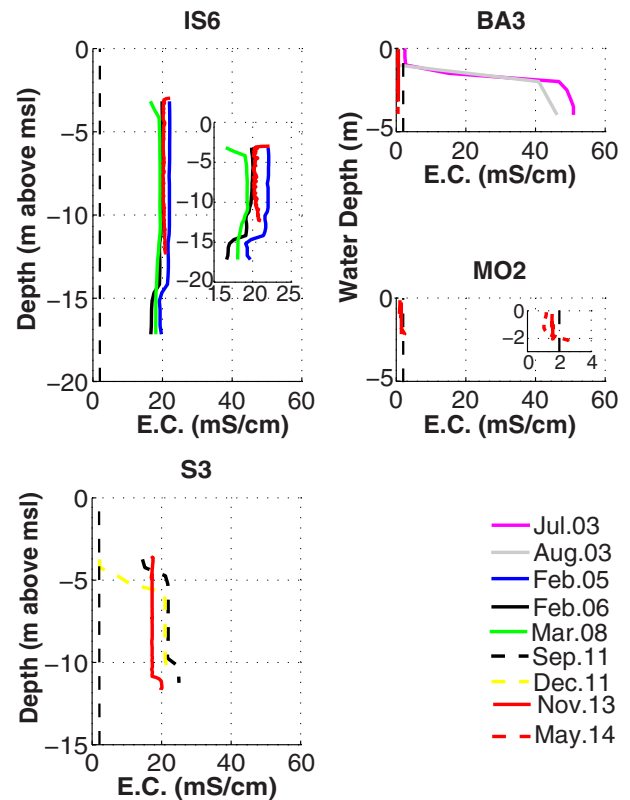 IS6
0
−5
−10
−15
−20
0 20 40 60
E.C. (mS/cm)
Depth (m above msl)
0
−5
−10
−15
−20
15 20 25
BA3
0
−5
0 20 40 60
E.C. (mS/cm)
Water Depth (m)
MO2
0
−5
0 20 40 60
E.C. (mS/cm)
0
−2
0 2 4
S3
0
−5
−10
−15
0 20 40 60
E.C. (mS/cm)
Depth (m above msl)
Jul.03
Aug.03
Feb.05
Feb.06
Mar.08
Sep.11
Dec.11
Nov.13
May.14